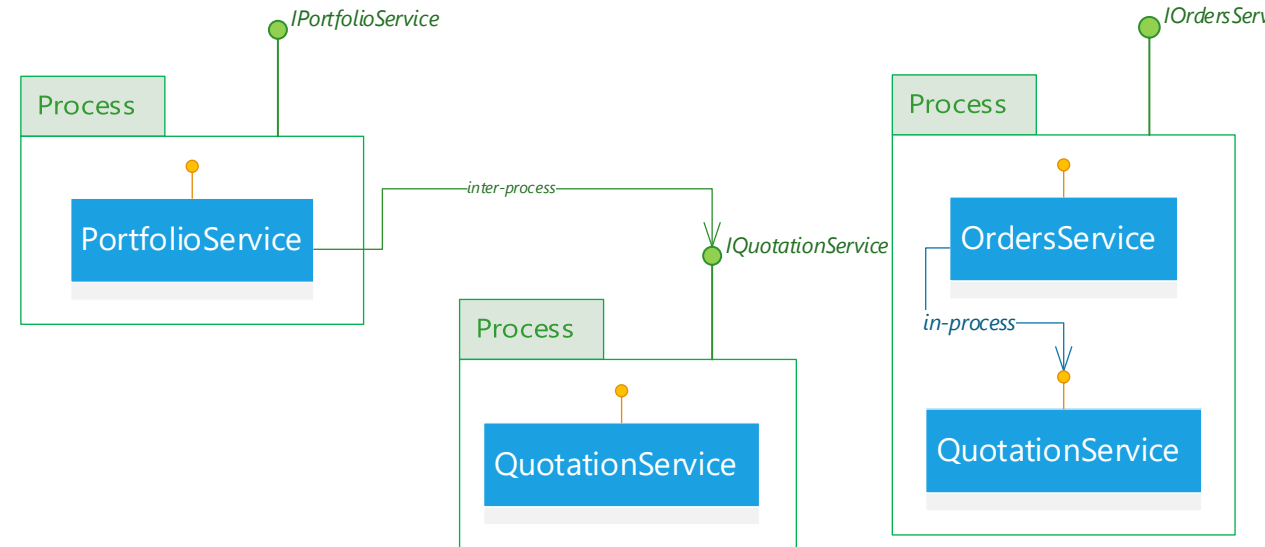 IPortfolioService
IOrdersServ
Process
Process
PortfolioService
inter-process
OrdersService
IQuotationService
in-process
Process
QuotationService
QuotationService